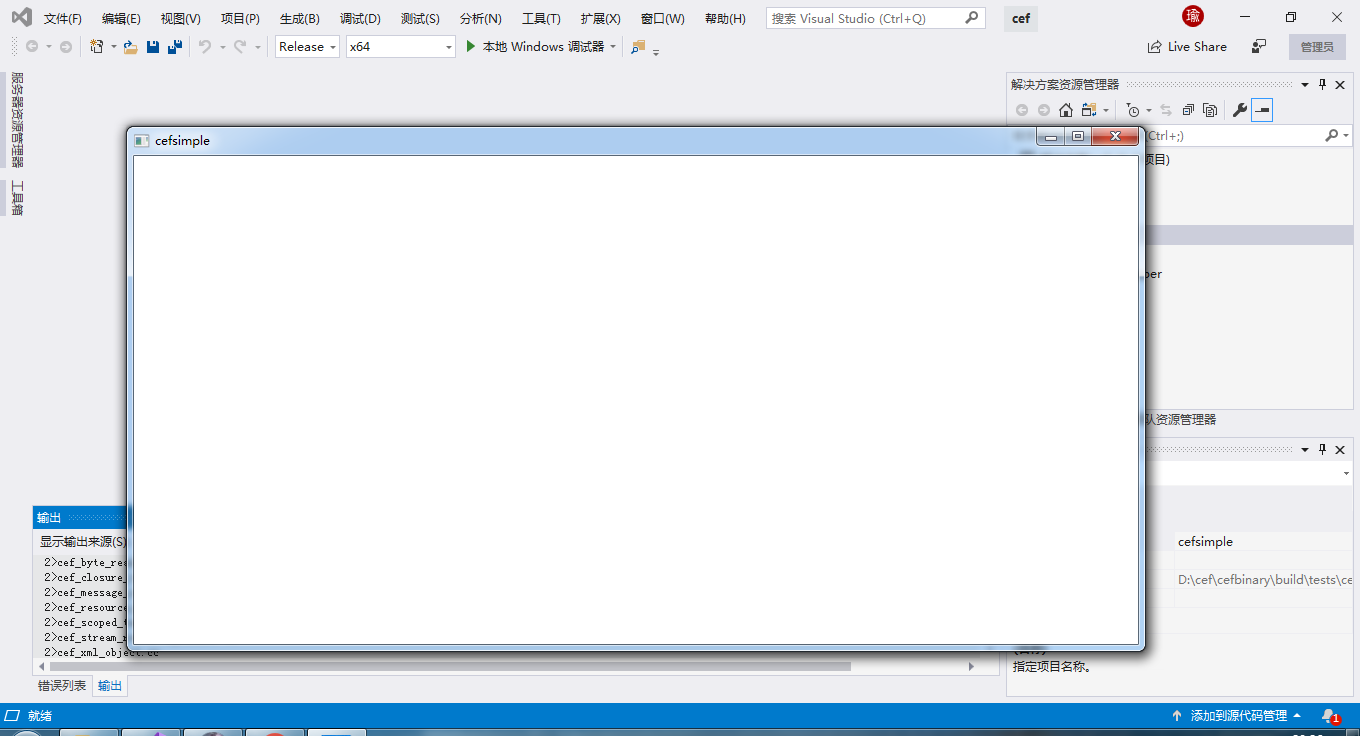 文件(F) 编辑(E) 视图(V) 项目(P) 生成(B) 调试(D) 测试(S) 分析(N) 工具(T) 扩展(X) 窗口(W) 帮助(H) 搜索 Visual Studio (Ctrl+Q) cef 瑜
Release x64 本地 Windows 调试器 Live Share 管理员
服务器资源管理器
工具箱
解决方案资源管理器
Ctrl+;)
项目)
cefsimple
per
队资源管理器
输出
显示输出来源(S)
2>cef_byte_rea
2>cef_closure_
2>cef_message_
2>cef_resource
2>cef_scoped_t
2>cef_stream_r
2>cef_xml_object.cc
cefsimple
D:\cef\cefbinary\build\tests\ce
指定项目名称。
错误列表 输出
就绪 添加到源代码管理 1